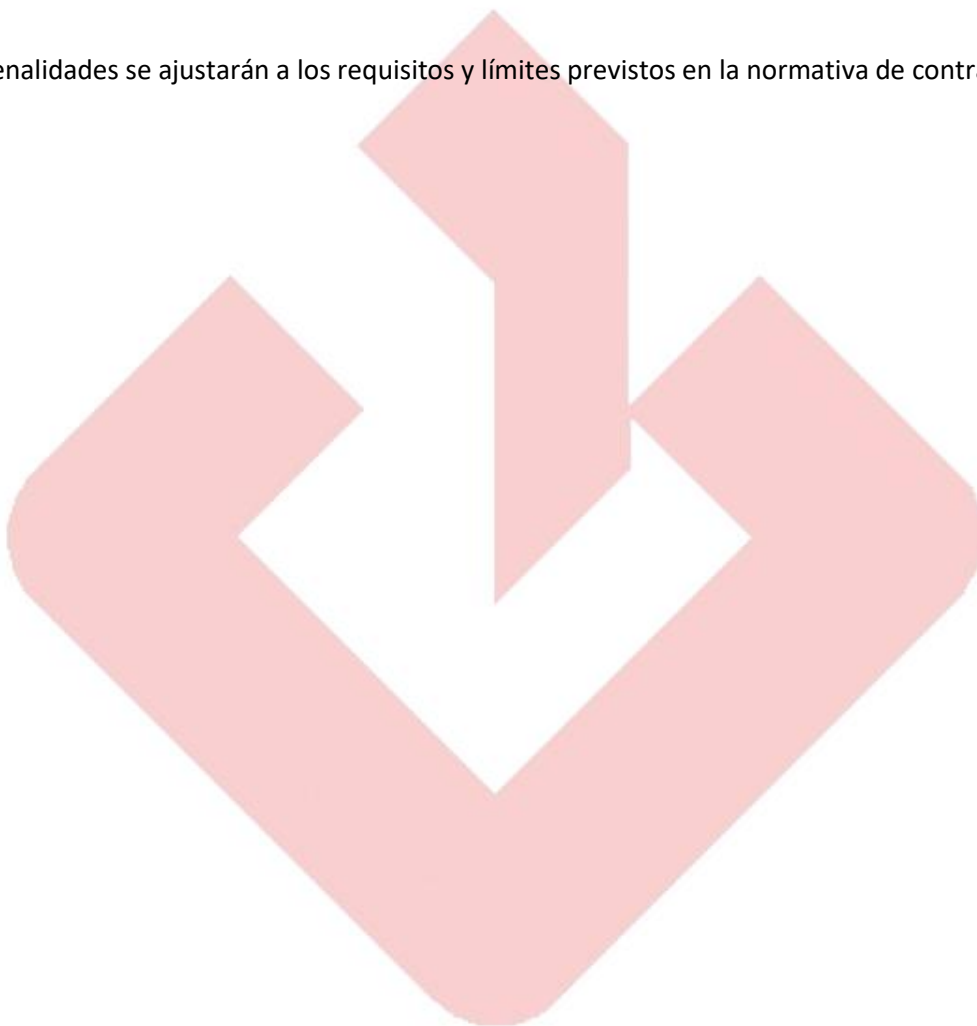 enalidades se ajustarán a los requisitos y límites previstos en la normativa de contra